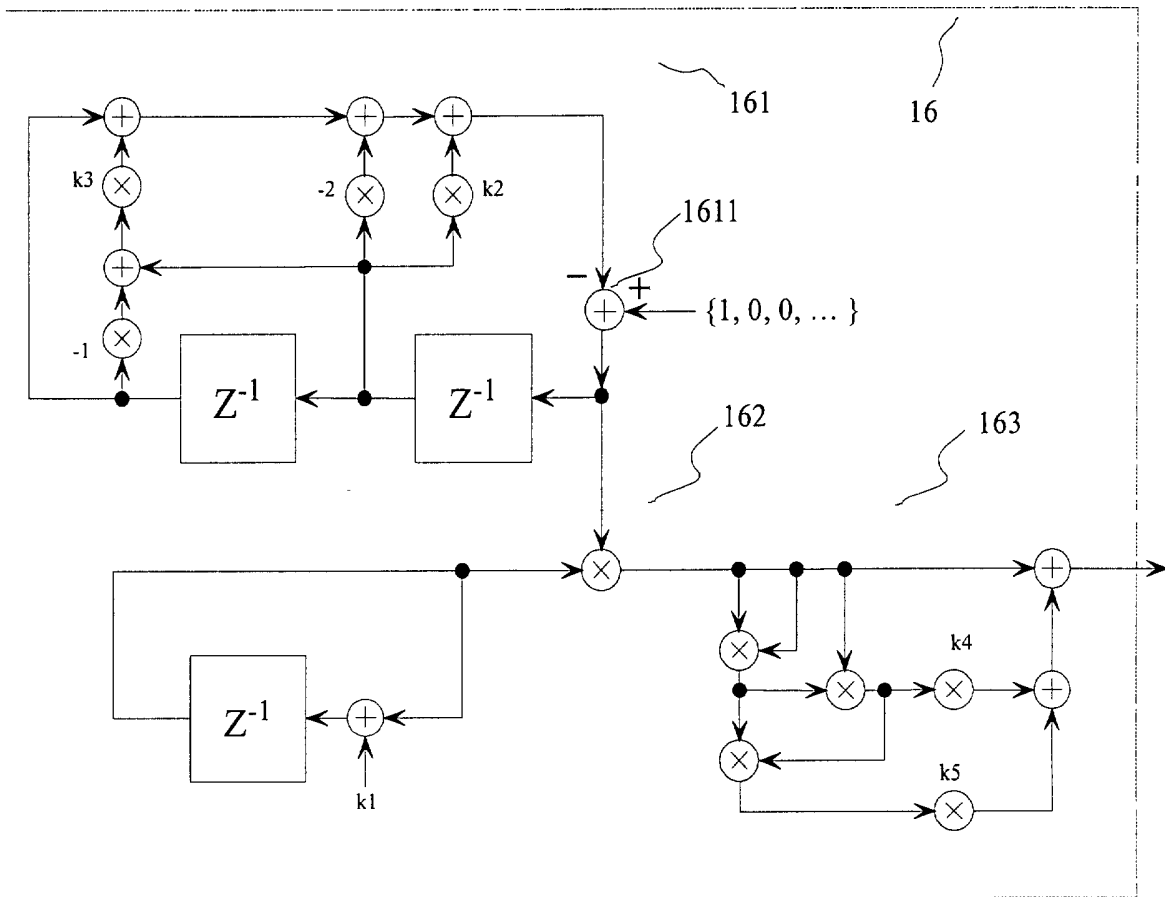 161
16
k3
-2
k2
1611
−
+
{1, 0, 0, ... }
-1
Z-1
Z-1
162
163
k4
Z-1
k1
k5